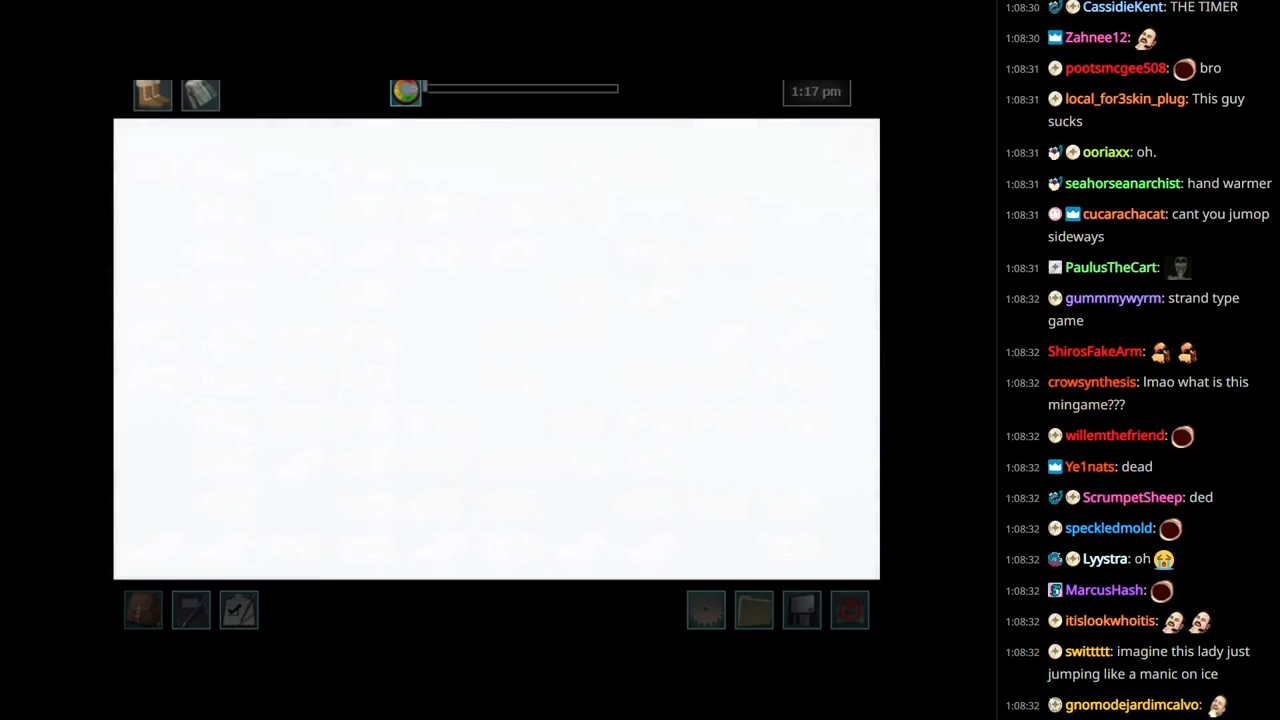 1:17 pm
1:08:30 CassidieKent: THE TIMER
1:08:30 Zahnee12:
1:08:31 pootsmcgee508: bro
1:08:31 local_for3skin_plug: This guy
sucks
1:08:31 ooriaxx: oh.
1:08:31 seahorseanarchist: hand warmer
1:08:31 cucarachacat: cant you jumop
sideways
1:08:31 PaulusTheCart:
1:08:32 gummmywyrm: strand type
game
1:08:32 ShirosFakeArm:
1:08:32 crowsynthesis: lmao what is this
mingame???
1:08:32 willemthefriend:
1:08:32 Ye1nats: dead
1:08:32 ScrumpetSheep: ded
1:08:32 speckledmold:
1:08:32 Lyystra: oh
1:08:32 MarcusHash:
1:08:32 itislookwhoitis:
1:08:32 swittttt: imagine this lady just
jumping like a manic on ice
1:08:32 gnomodejardimcalvo: